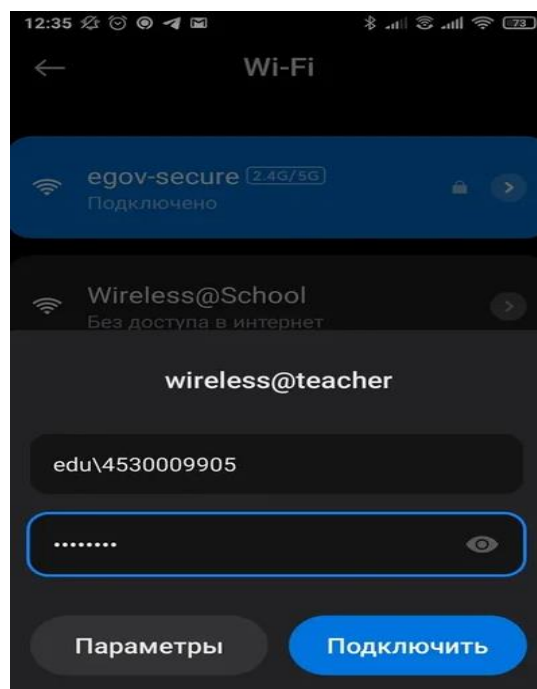 12:35
73
Wi-Fi
egov-secure 2.4G/5G
Подключено
Wireless@School
Без доступа в интернет
wireless@teacher
edu\4530009905
••••••••
Параметры
Подключить